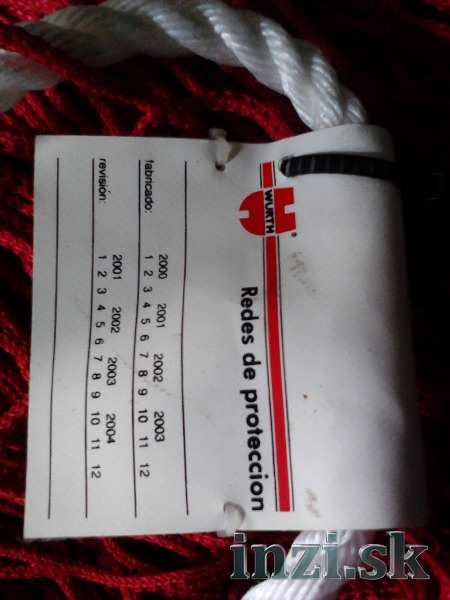 WURTH®
Redes de proteccion
fabricado: 2000 2001 2002 2003
1 2 3 4 5 6 7 8 9 10 11 12
revisión: 2001 2002 2003 2004
1 2 3 4 5 6 7 8 9 10 11 12
inzi.sk